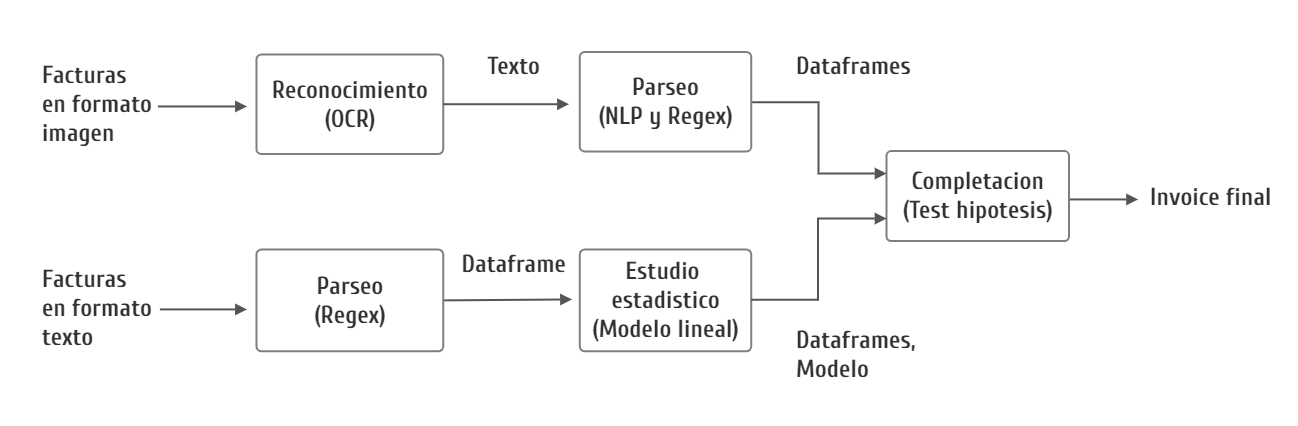 Facturas
en formato
imagen
Reconocimiento
(OCR)
Texto
Parseo
(NLP y Regex)
Dataframes
Completacion
(Test hipotesis)
Invoice final
Facturas
en formato
texto
Parseo
(Regex)
Dataframe
Estudio
estadistico
(Modelo lineal)
Dataframes,
Modelo